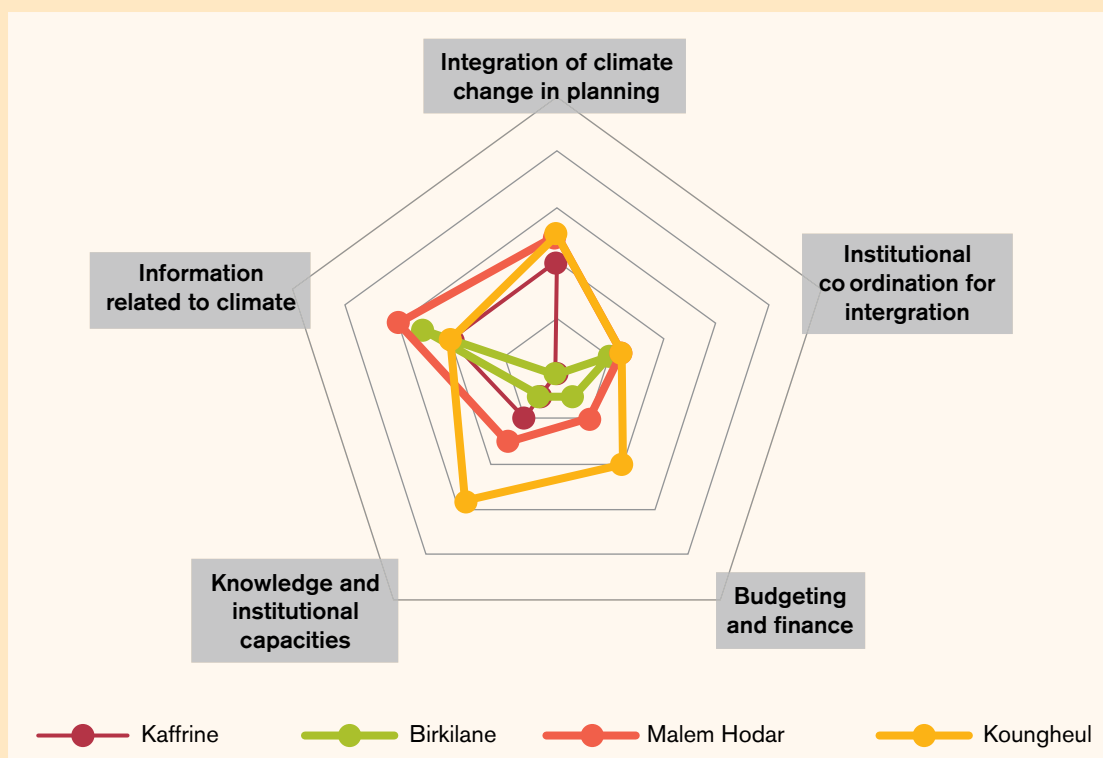 Integration of climate
change in planning
Institutional
co ordination for
intergration
Information
related to climate
Knowledge and
institutional
capacities
Budgeting
and finance
Kaffrine
Birkilane
Malem Hodar
Koungheul